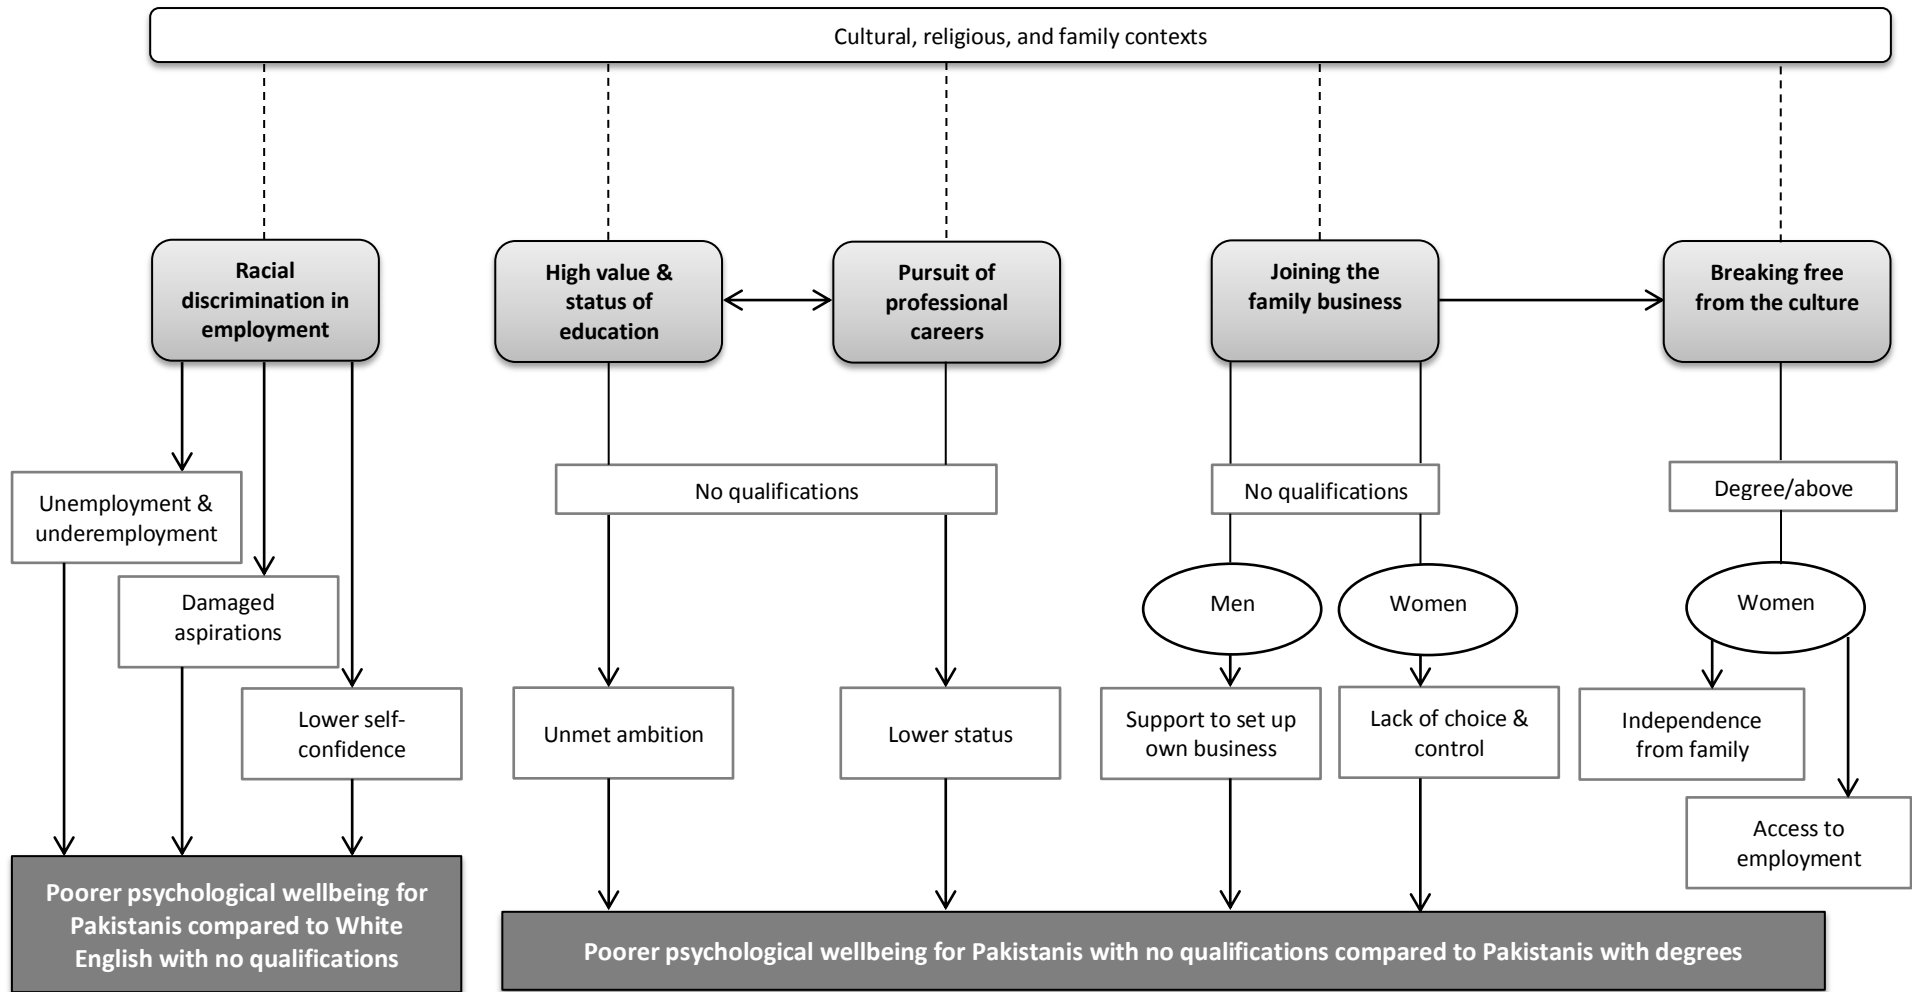 Cultural, religious, and family contexts
Racial
discrimination in
employment
High value &
status of
education
Pursuit of
professional
careers
Joining the
family business
Breaking free
from the culture
Unemployment &
underemployment
No qualifications
No qualifications
Degree/above
Damaged
aspirations
Men
Women
Women
Lower self-
confidence
Unmet ambition
Lower status
Support to set up
own business
Lack of choice &
control
Independence
from family
Access to
employment
Poorer psychological wellbeing for
Pakistanis compared to White
English with no qualifications
Poorer psychological wellbeing for Pakistanis with no qualifications compared to Pakistanis with degrees